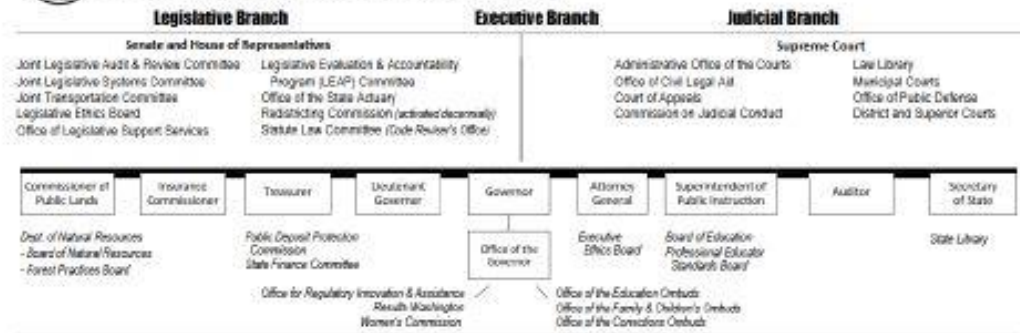 Legislative Branch
Executive Branch
Judicial Branch
Senate and House of Representatives
Joint Legislative Audit & Review Committee
Joint Legislative Systems Committee
Joint Transportation Committee
Legislative Ethics Board
Office of Legislative Support Services
Legislative Evaluation & Accountability
Program (LEAP) Committee
Office of the State Actuary
Redistricting Commission (activated decennially)
Statute Law Committee (Code Reviser's Office)
Supreme Court
Administrative Office of the Courts
Office of Civil Legal Aid
Court of Appeals
Commission on Judicial Conduct
Law Library
Municipal Courts
Office of Public Defense
District and Superior Courts
Commissioner of
Public Lands
Insurance
Commissioner
Treasurer
Lieutenant
Governor
Governor
Attorney
General
Superintendent of
Public Instruction
Auditor
Secretary
of State
Dept. of Natural Resources
- Board of Natural Resources
- Forest Practices Board
Public Deposit Protection
Commission
State Finance Committee
Office of the
Governor
Executive
Ethics Board
Board of Education
Professional Educator
Standards Board
State Library
Office for Regulatory Innovation & Assistance
Results Washington
Women's Commission
Office of the Education Ombuds
Office of the Family & Children's Ombuds
Office of the Corrections Ombuds